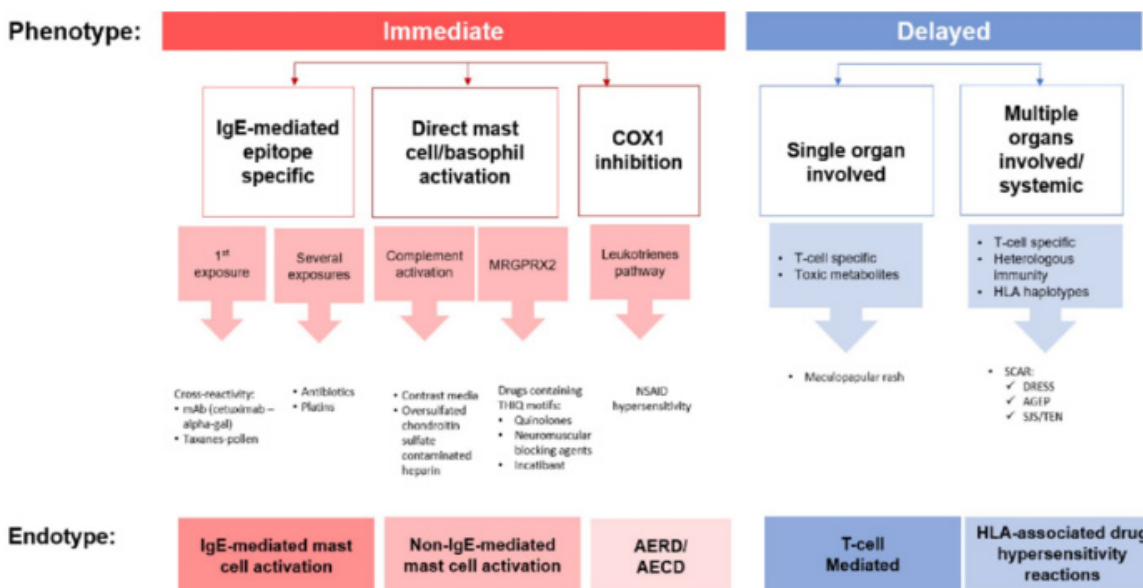 Phenotype:
Immediate
Delayed
IgE-mediated
epitope
specific
Direct mast
cell/basophil
activation
COX1
inhibition
Single organ
involved
Multiple
organs
involved/
systemic
1st
exposure
Several
exposures
Complement
activation
MRGPRX2
Leukotrienes
pathway
• T-cell specific
• Toxic metabolites
• T-cell specific
• Heterologous
immunity
• HLA haplotypes
Cross-reactivity:
• mAb (cetuximab –
alpha-gal)
• Taxanes-pollen
• Antibiotics
• Platins
• Contrast media
• Oversulfated
chondroitin
sulfate
contaminated
heparin
Drugs containing
THIQ motifs:
• Quinolones
• Neuromuscular
blocking agents
• Incatibant
NSAID
hypersensitivity
• Maculopapular rash
• SCAR:
✓ DRESS
✓ AGEP
✓ SJS/TEN
Endotype:
IgE-mediated mast
cell activation
Non-IgE-mediated
mast cell activation
AERD/
AECD
T-cell
Mediated
HLA-associated drug
hypersensitivity
reactions